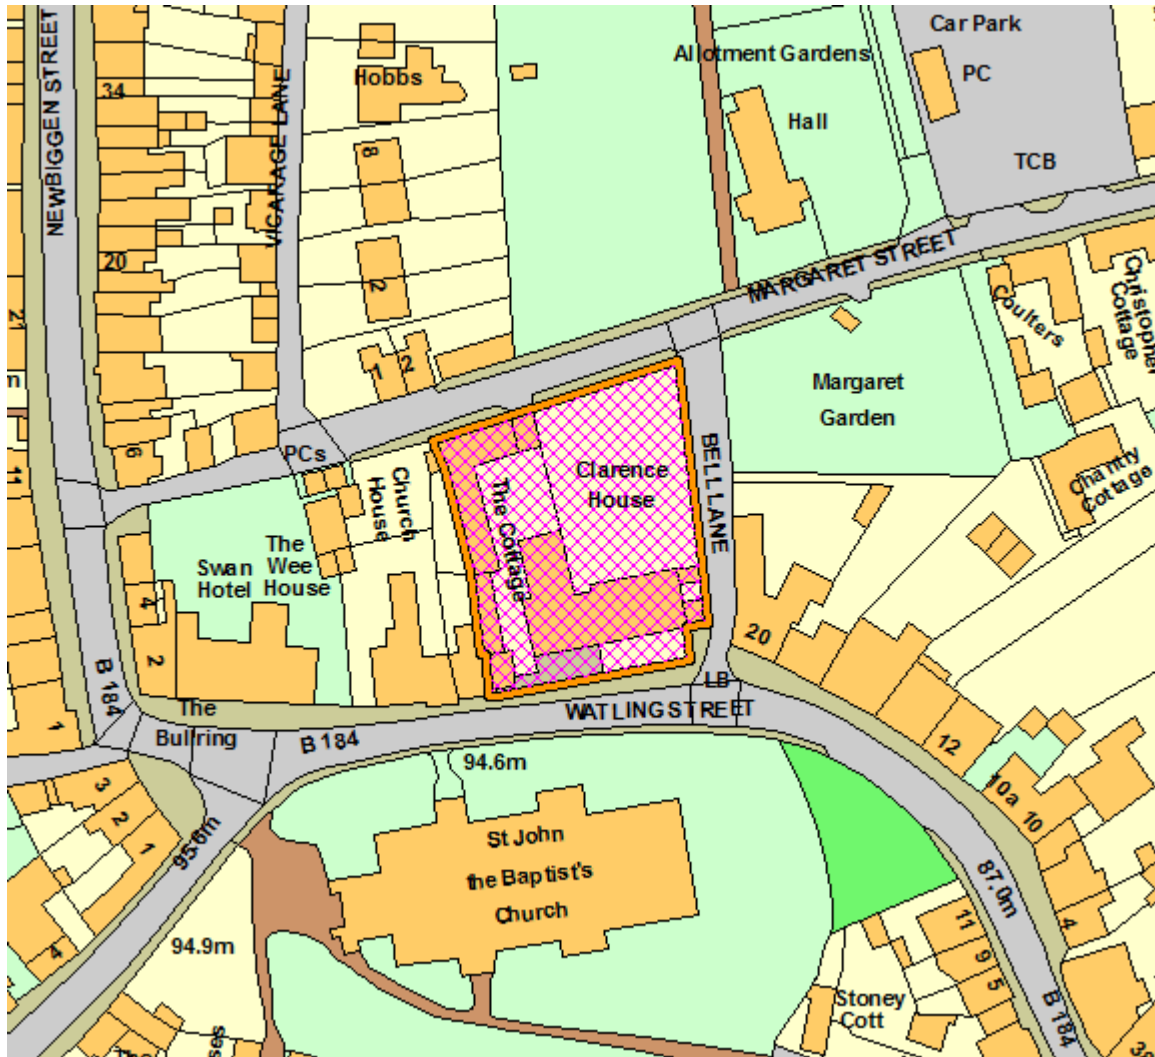 Car Park
Allotment Gardens
PC
Hobbs
34
Hall
NEWBIGGEN STREET
VICARAGE LANE
8
TCB
20
MARGARET STREET
2
Coulters
Christopher
Cottage
21
1
2
Margaret
Garden
6
PCs
11
Church
House
Clarence
House
BELL LANE
Chantry
Cottage
The Cottage
The
Wee
House
Swan
Hotel
4
2
20
B 184
LB
The
Bullring
WATLING STREET
B 184
1
12
94.6m
3
2
1
10a
10
St John
the Baptist's
Church
95.6m
87.0m
94.9m
4
11
9
5
4
Stoney
Cott
B 184